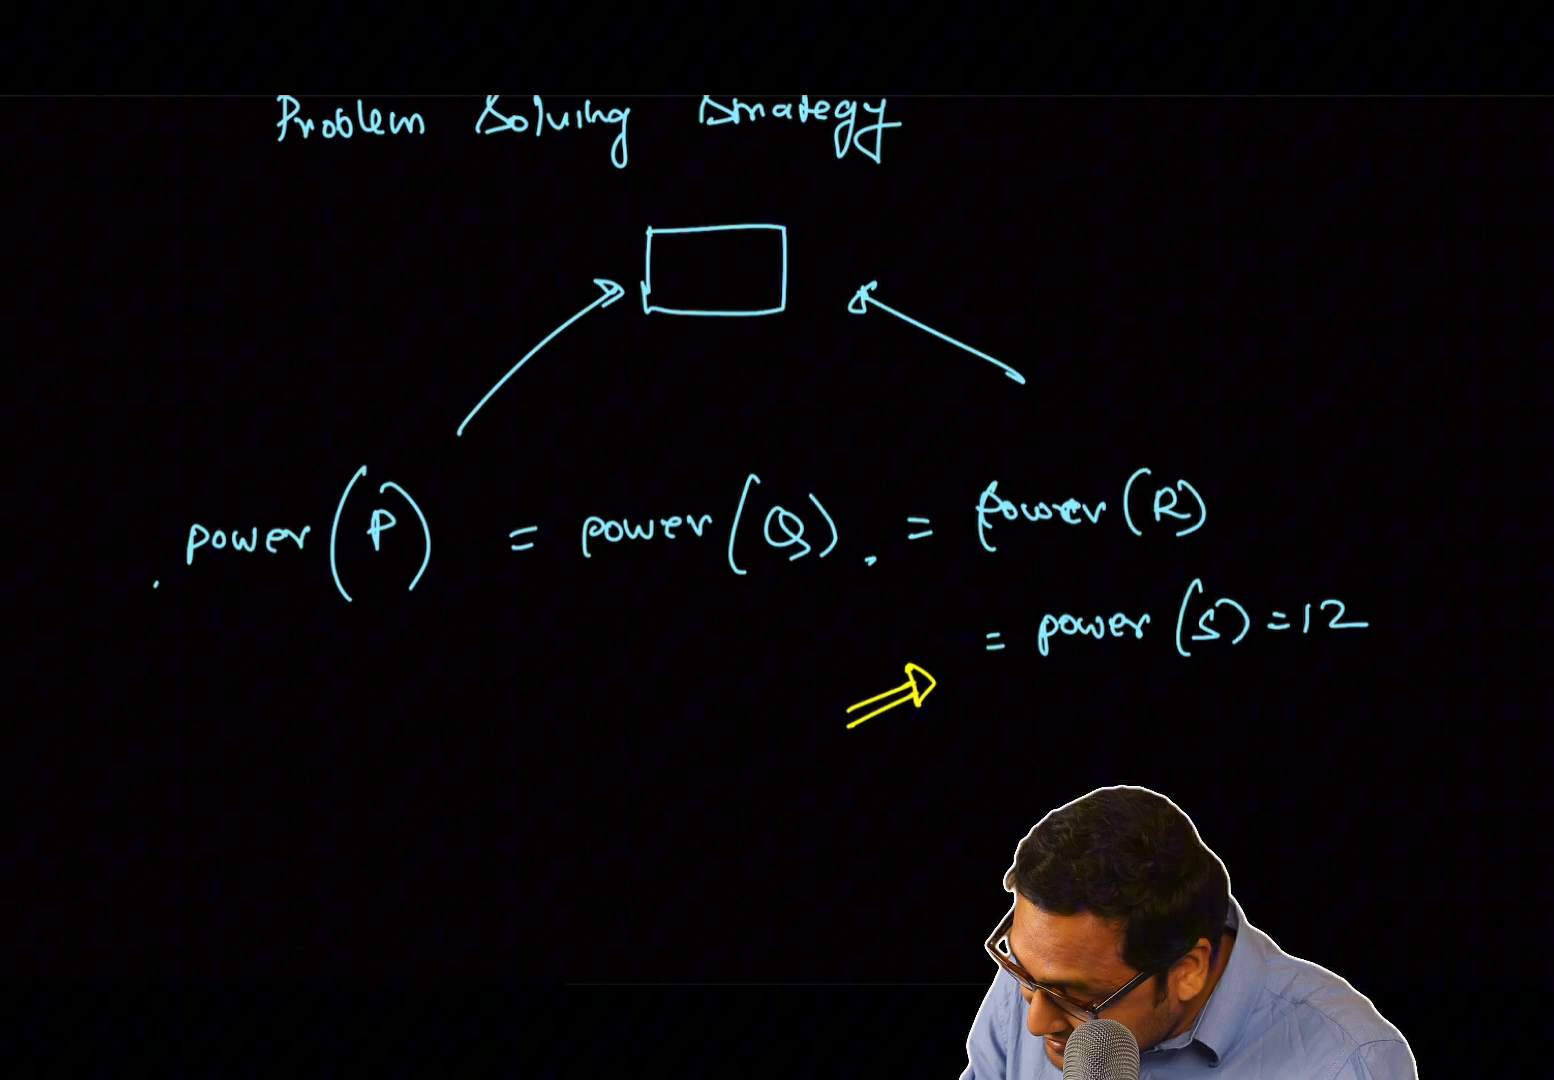 Problem Solving Strategy
power (P) = power (Q) = power (R)
= power (S) = 12